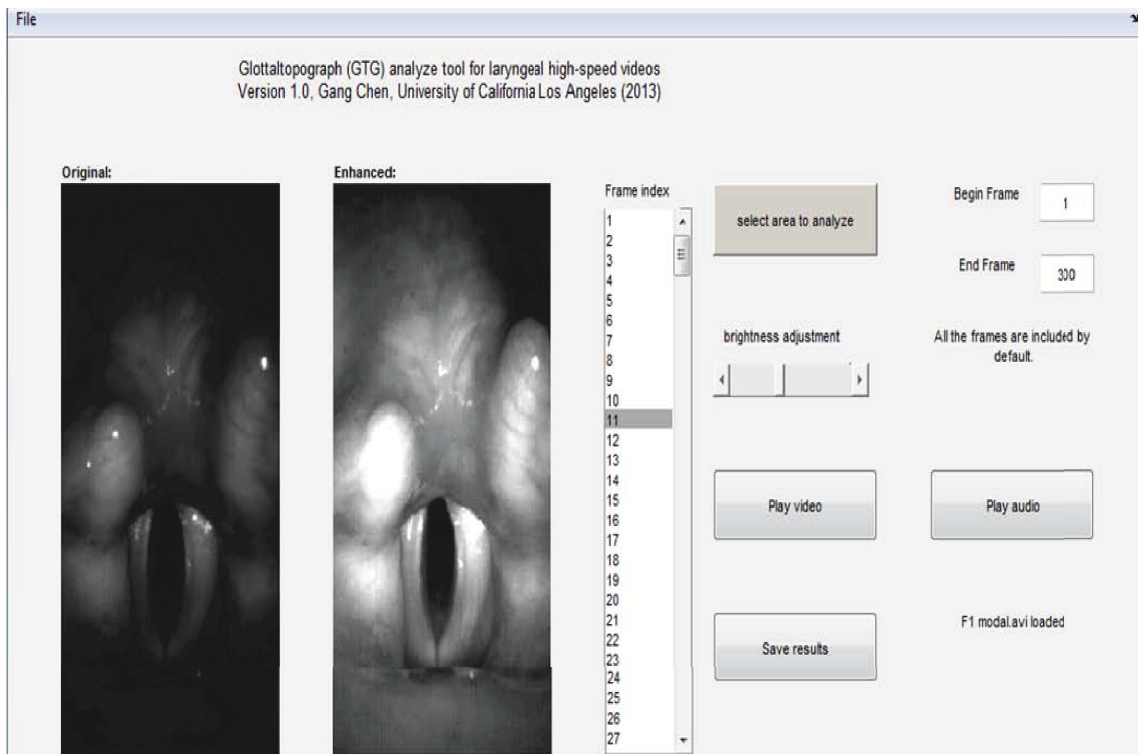 File
Glottaltopograph (GTG) analyze tool for laryngeal high-speed videos
Version 1.0, Gang Chen, University of California Los Angeles (2013)
Original:
Enhanced:
Frame index
1
2
3
4
5
6
7
8
9
10
11
12
13
14
15
16
17
18
19
20
21
22
23
24
25
26
27
select area to analyze
brightness adjustment
Play video
Save results
Begin Frame
1
End Frame
300
All the frames are included by
default.
Play audio
F1 modal.avi loaded